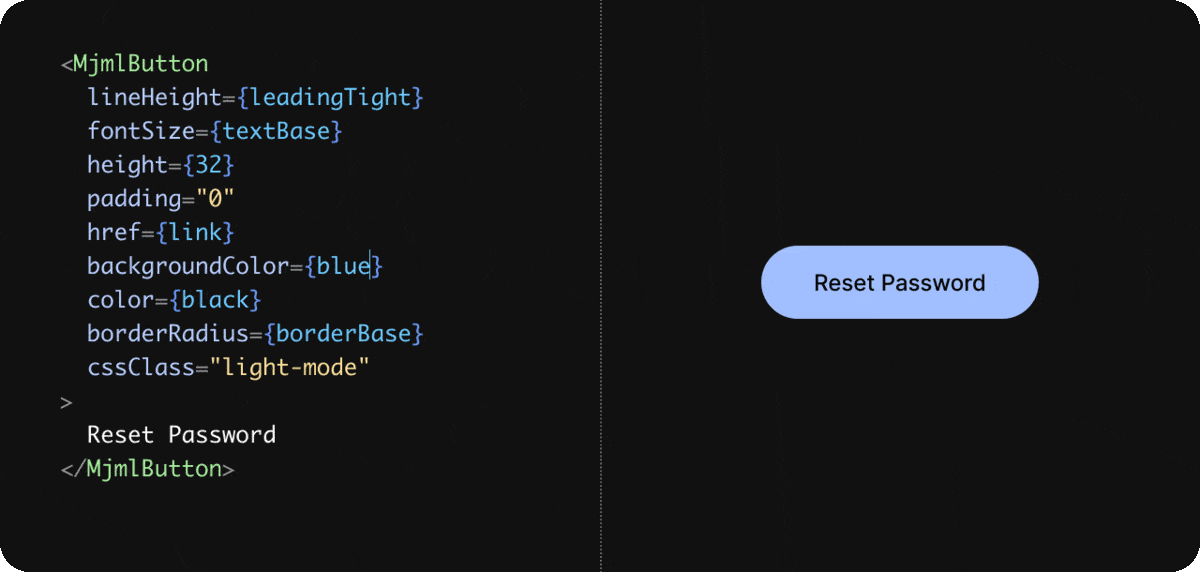 <MjmlButton
lineHeight={leadingTight}
fontSize={textBase}
height={32}
padding="0"
href={link}
backgroundColor={blue}
color={black}
borderRadius={borderBase}
cssClass="light-mode"
>
Reset Password
</MjmlButton>
Reset Password